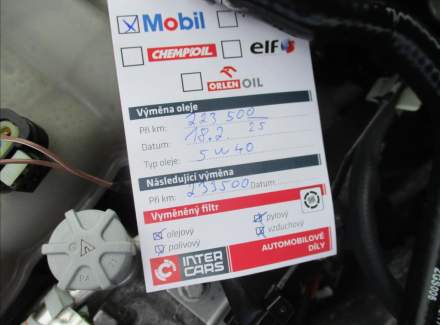 Mobil
CHEMPIOIL elf
ORLEN OIL
Výměna oleje
Při km: 223 500
Datum: 18.2. 25
Typ oleje: 5W40
Následující výměna
Při km: 233500 Datum:
Vyměněný filtr
olejový pylový
palivový vzduchový
INTER CARS AUTOMOBILOVÉ DÍLY